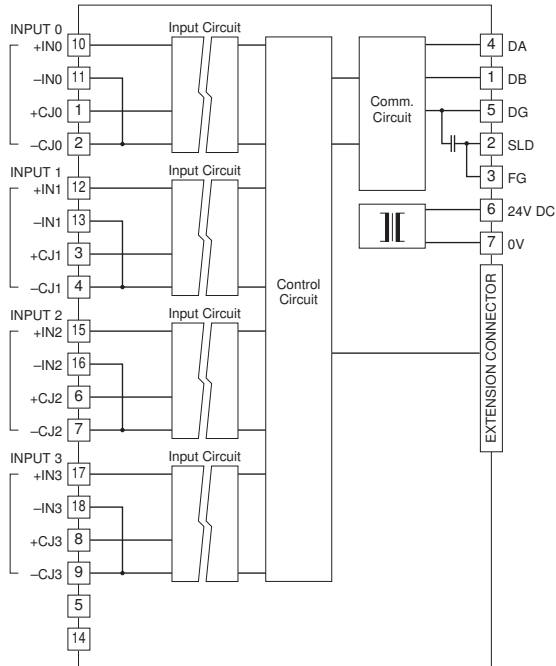 INPUT 0
+IN0 10
−IN0 11
+CJ0 1
−CJ0 2
INPUT 1
+IN1 12
−IN1 13
+CJ1 3
−CJ1 4
INPUT 2
+IN2 15
−IN2 16
+CJ2 6
−CJ2 7
INPUT 3
+IN3 17
−IN3 18
+CJ3 8
−CJ3 9
5
14
Input Circuit
Input Circuit
Input Circuit
Input Circuit
Control
Circuit
Comm.
Circuit
4 DA
1 DB
5 DG
2 SLD
3 FG
6 24V DC
7 0V
EXTENSION CONNECTOR